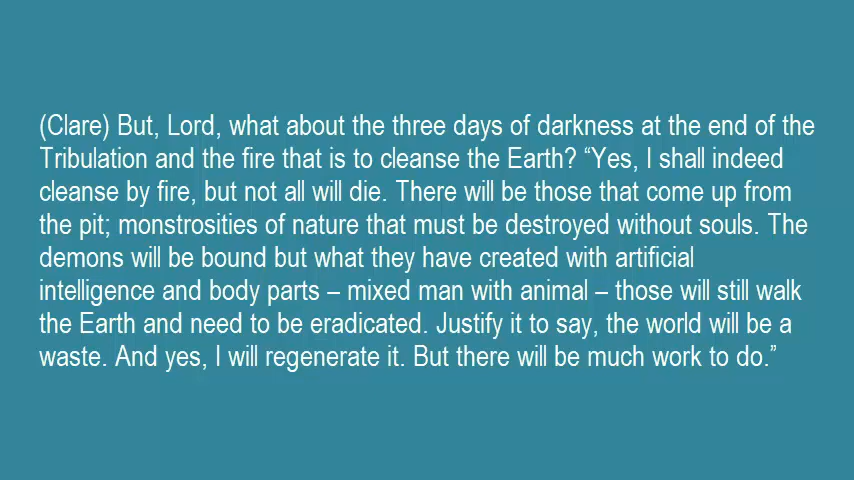 (Clare) But, Lord, what about the three days of darkness at the end of the
Tribulation and the fire that is to cleanse the Earth? “Yes, I shall indeed
cleanse by fire, but not all will die. There will be those that come up from
the pit; monstrosities of nature that must be destroyed without souls. The
demons will be bound but what they have created with artificial
intelligence and body parts – mixed man with animal – those will still walk
the Earth and need to be eradicated. Justify it to say, the world will be a
waste. And yes, I will regenerate it. But there will be much work to do.”